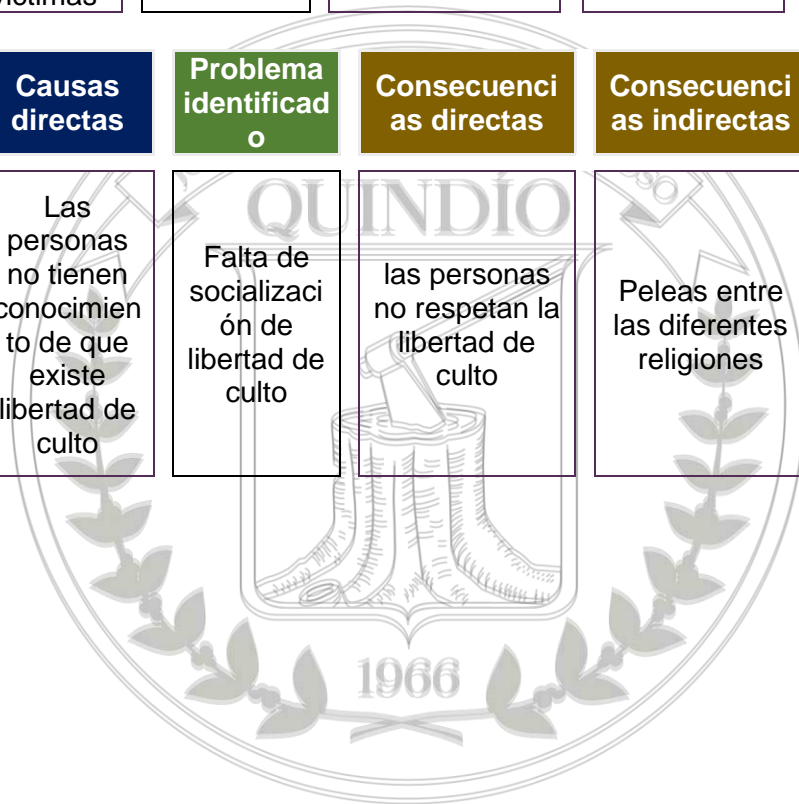 víctimas
Causas
directas
Problema
identificad
o
Consecuenci
as directas
Consecuenci
as indirectas
Las
personas
no tienen
conocimien
to de que
existe
libertad de
culto
Falta de
socializaci
ón de
libertad de
culto
las personas
no respetan la
libertad de
culto
Peleas entre
las diferentes
religiones
QUINDÍO
1966